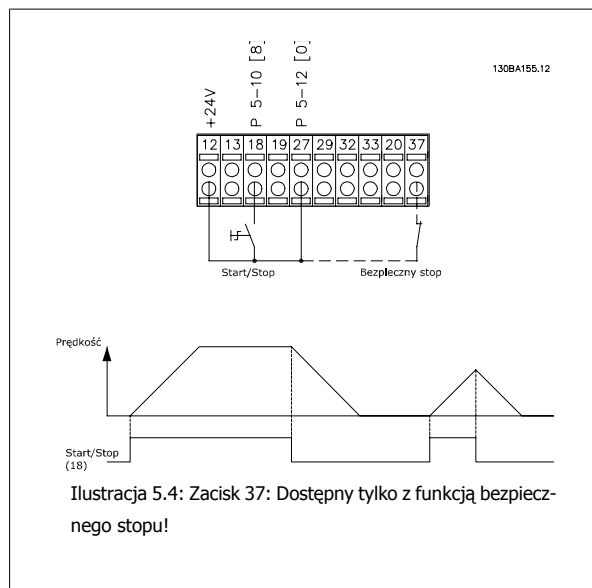 130BA155.12
+24V
P 5-10 [8]
P 5-12 [0]
12 13 18 19 27 29 32 33 20 37
Start/Stop
Bezpieczny stop
Prędkość
Start/Stop
(18)
Ilustracja 5.4: Zacisk 37: Dostępny tylko z funkcją bezpiecz-
nego stopu!